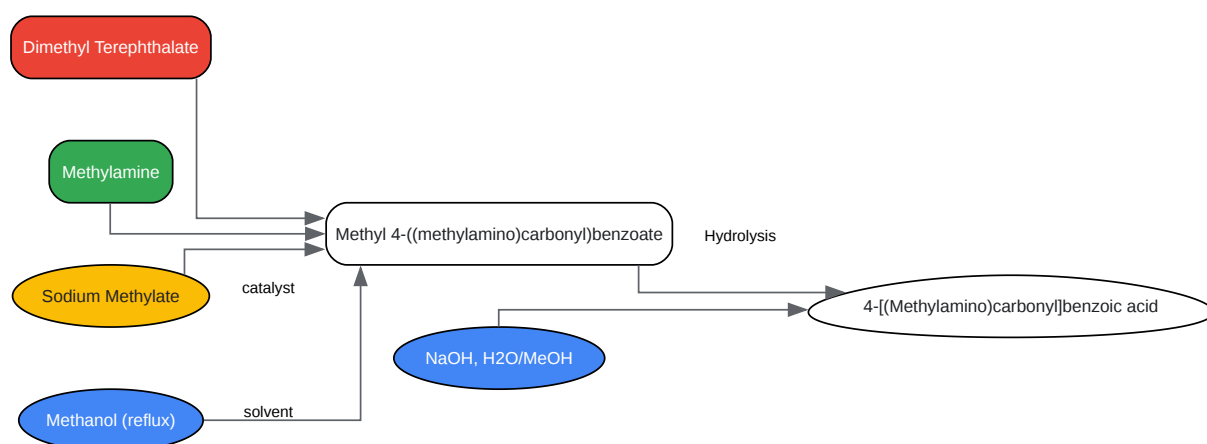 Dimethyl Terephthalate
Methylamine
Methyl 4-((methylamino)carbonyl)benzoate
Hydrolysis
Sodium Methylate
catalyst
4-[(Methylamino)carbonyl]benzoic acid
NaOH, H2O/MeOH
Methanol (reflux)
solvent